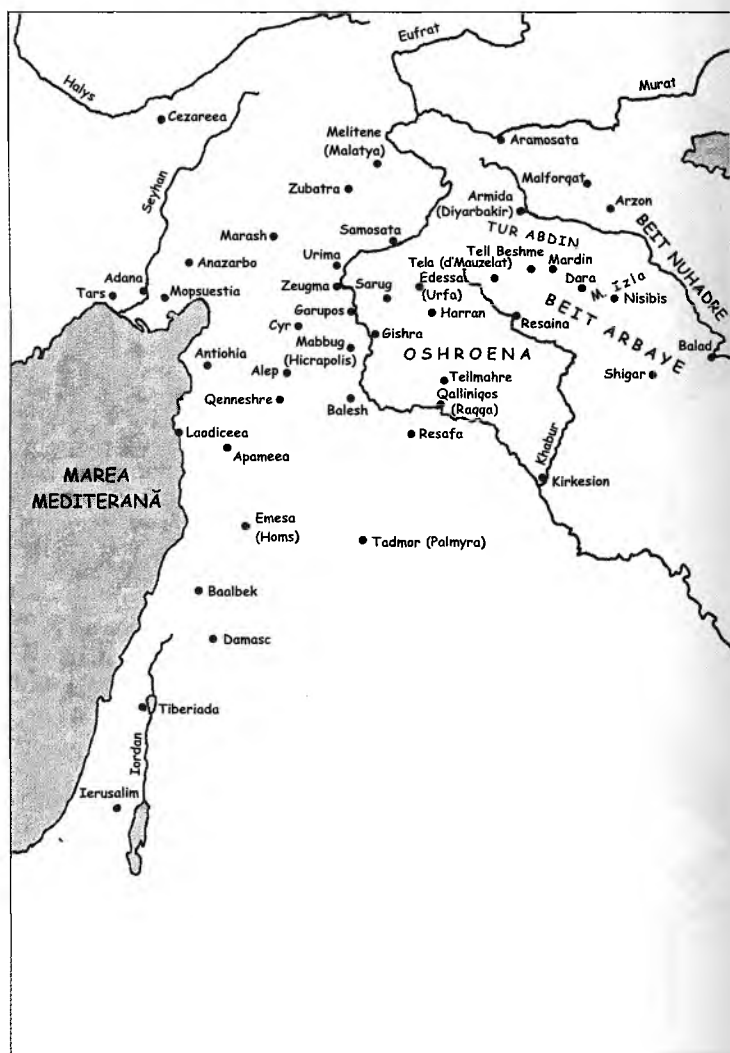 Eufrat
Halys
Murat
Cezareea
Aramosata
Melitene
(Malatya)
Malforqat
Zubatra
Seyhan
Armida
(Diyarbakir)
Arzon
TUR ABDIN
BEIT NUHADRE
Marash
Samosata
Urima
Tell Beshme
Mardin
Anazarbo
Tela (d'Mauzelat)
Adana
Zeugma
Sarug
Edessa
(Urfa)
Dara
M. Izla
Tars
Mopsuestia
Nisibis
Garupos
Harran
Resaina
BEIT ARBAYE
Cyr
Gishra
Mabbug
(Hicrapolis)
OSHROENA
Balad
Antiohia
Alep
Shigar
Teilmahre
Qenneshre
Balesh
Qalliniqos
(Raqqa)
Laodiceea
Resafa
Apameea
Khabur
MAREA
MEDITERANĂ
Kirkesion
Emesa
(Homs)
Tadmor (Palmyra)
Baalbek
Damasc
Tiberiada
Iordan
Ierusalim